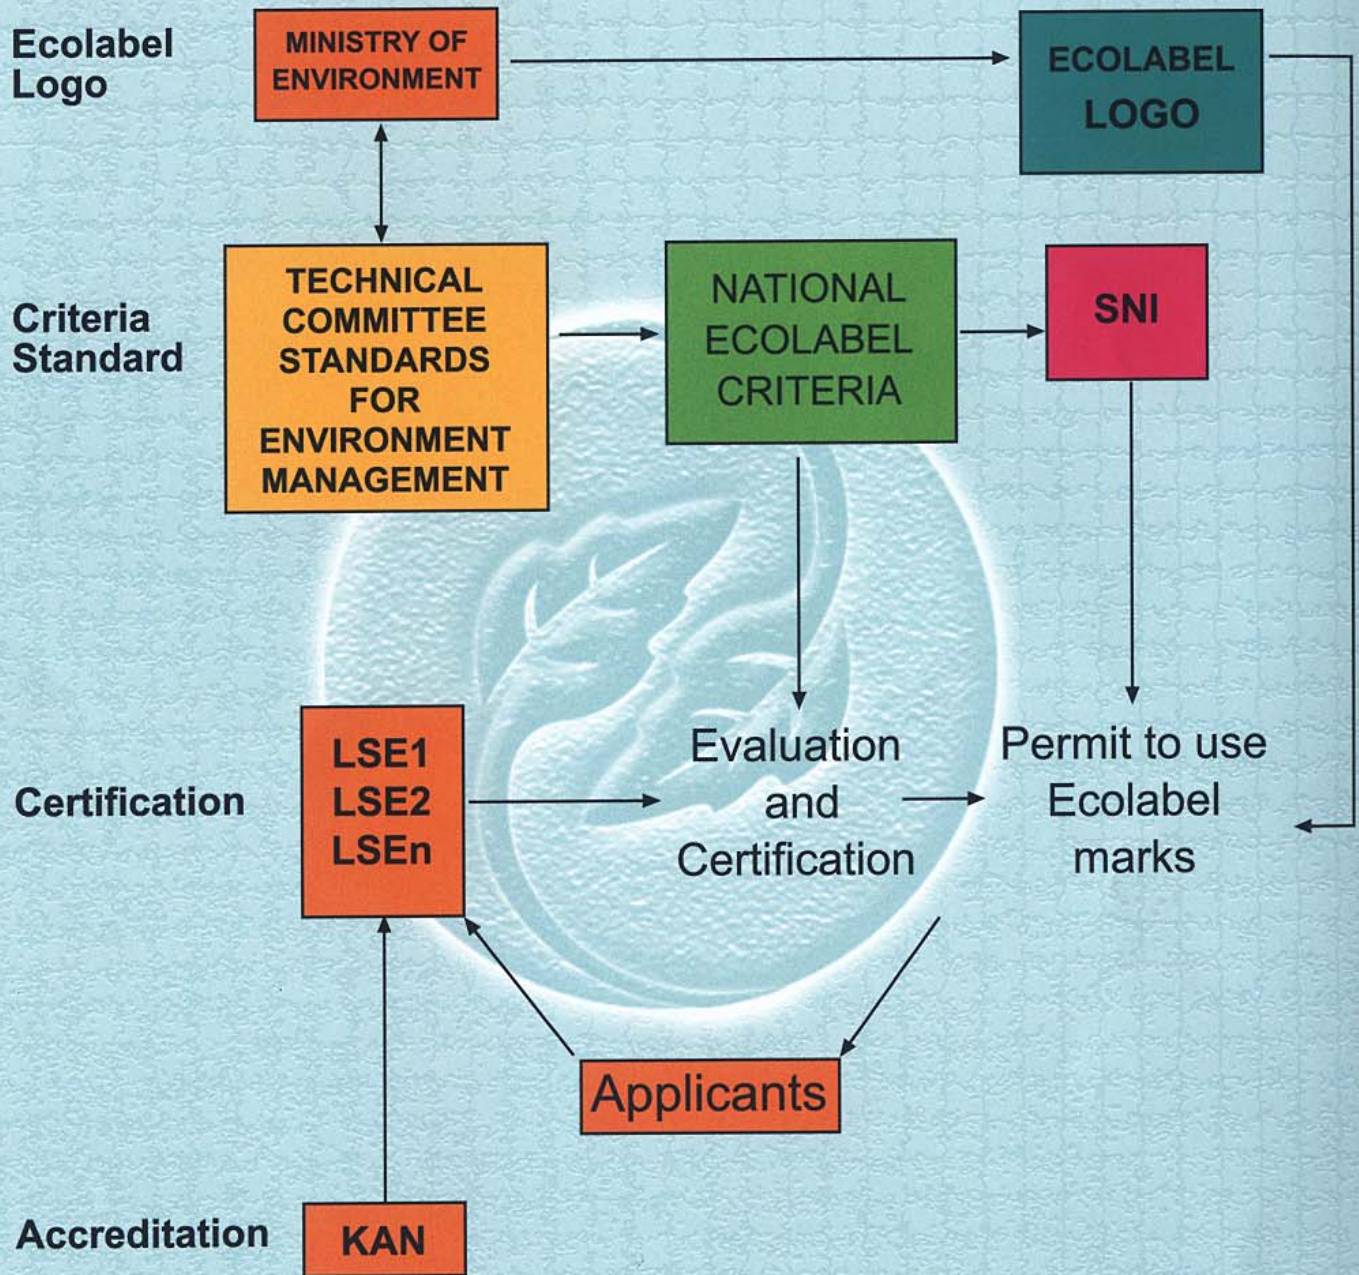 Ecolabel
Logo
MINISTRY OF
ENVIRONMENT
ECOLABEL
LOGO
Criteria
Standard
TECHNICAL
COMMITTEE
STANDARDS
FOR
ENVIRONMENT
MANAGEMENT
NATIONAL
ECOLABEL
CRITERIA
SNI
Certification
LSE1
LSE2
LSEn
Evaluation
and
Certification
Permit to use
Ecolabel
marks
Applicants
Accreditation
KAN